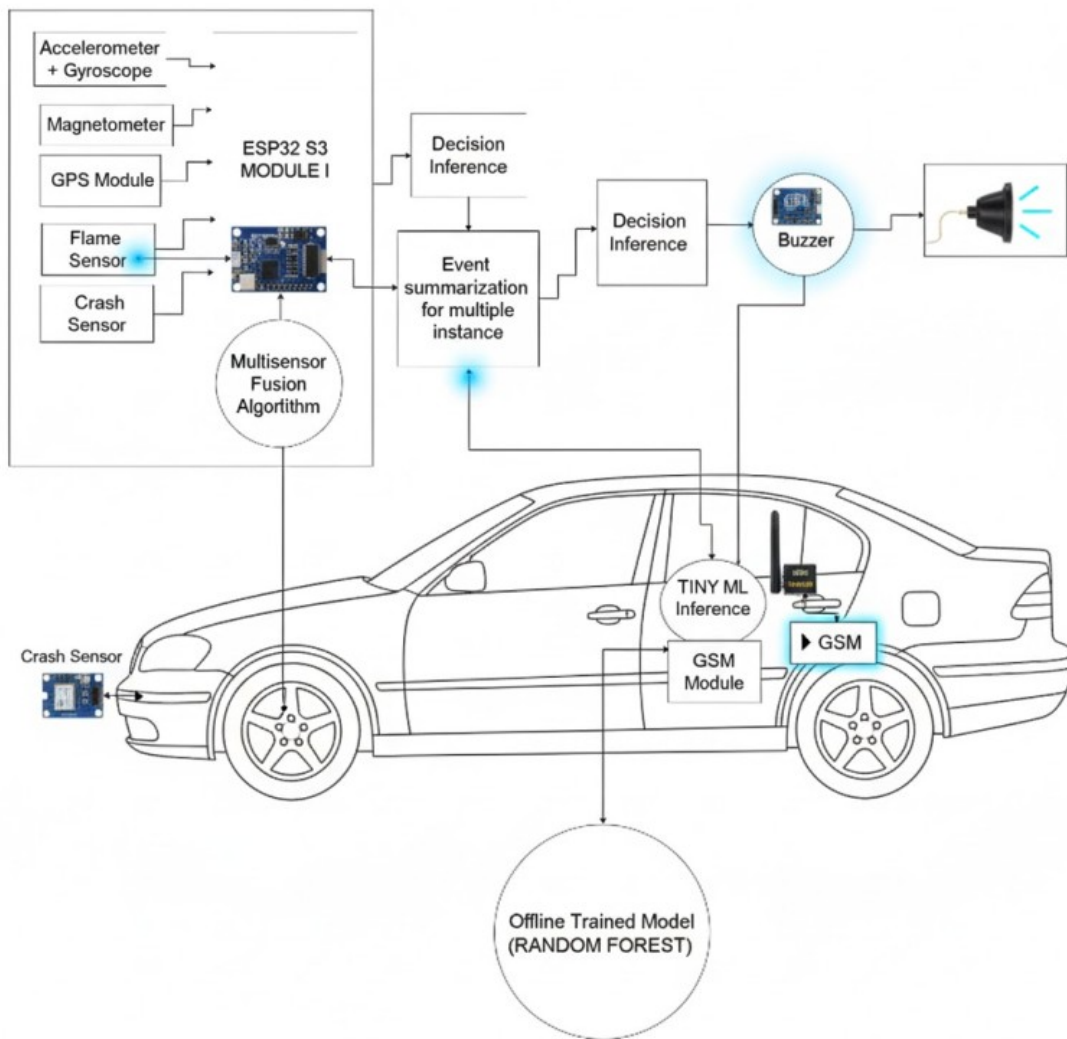 Accelerometer
+ Gyroscope
Magnetometer
GPS Module
Flame
Sensor
Crash
Sensor
ESP32 S3
MODULE I
Multisensor
Fusion
Algortithm
Decision
Inference
Event
summarization
for multiple
instance
Decision
Inference
Buzzer
Crash Sensor
TINY ML
Inference
GSM
Module
GSM
Offline Trained Model
(RANDOM FOREST)